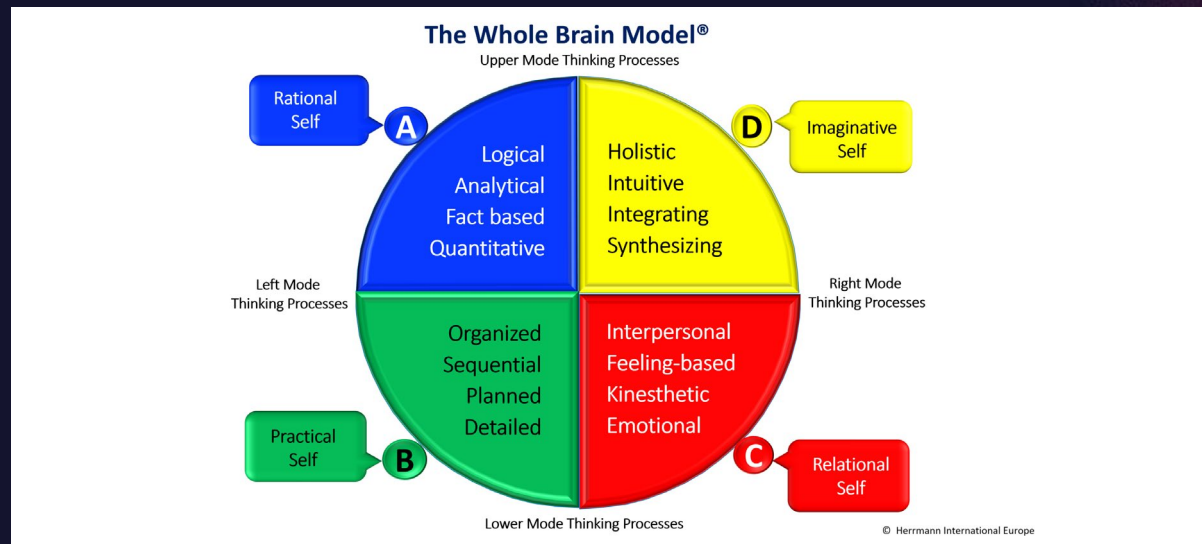 The Whole Brain Model®
Upper Mode Thinking Processes
Rational
Self
A
Logical
Analytical
Fact based
Quantitative
D
Imaginative
Self
Holistic
Intuitive
Integrating
Synthesizing
Left Mode
Thinking Processes
Right Mode
Thinking Processes
Organized
Sequential
Planned
Detailed
Practical
Self
B
Interpersonal
Feeling-based
Kinesthetic
Emotional
C
Relational
Self
Lower Mode Thinking Processes
© Herrmann International Europe